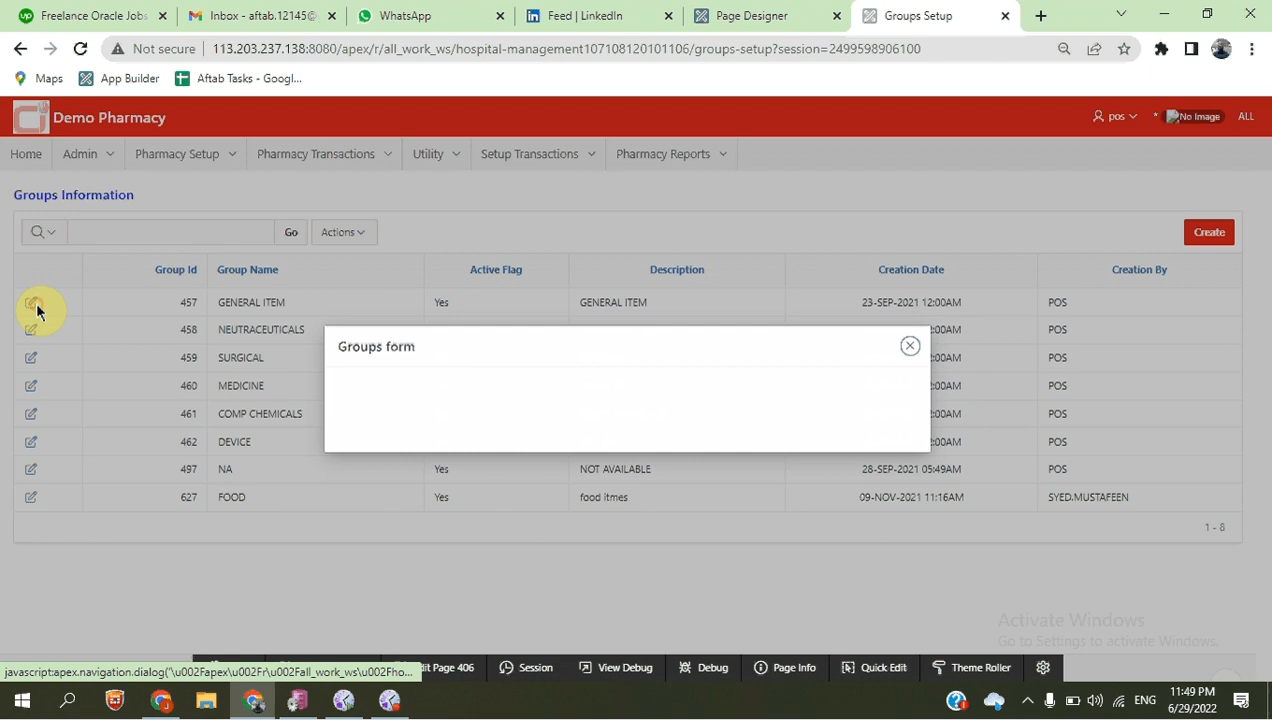 Freelance Oracle Jobs
Inbox - aftab.12145@
WhatsApp
Feed | LinkedIn
Page Designer
Groups Setup
Not secure
113.203.237.138:8080/apex/r/all_work_ws/hospital-management107108120101106/groups-setup?session=2499598906100
Maps
App Builder
Aftab Tasks - Googl...
Demo Pharmacy
pos
*
No Image
ALL
Home
Admin
Pharmacy Setup
Pharmacy Transactions
Utility
Setup Transactions
Pharmacy Reports
Groups Information
Go
Actions
Create
Group Id Group Name Active Flag Description Creation Date Creation By
457 GENERAL ITEM Yes GENERAL ITEM 23-SEP-2021 12:00AM POS
458 NEUTRACEUTICALS :00AM POS
459 SURGICAL :00AM POS
460 MEDICINE :00AM POS
461 COMP CHEMICALS :00AM POS
462 DEVICE :00AM POS
497 NA Yes NOT AVAILABLE 28-SEP-2021 05:49AM POS
627 FOOD Yes food itmes 09-NOV-2021 11:16AM SYED.MUSTAFEEN
1 - 8
Groups form
Activate Windows
Go to Settings to activate Windows.
javascript:apex.navigation.dialog('\u002Fapex\u002Fr\u002Fall_work_ws\u002Fho...
dit Page 406
Session
View Debug
Debug
Page Info
Quick Edit
Theme Roller
ENG
11:49 PM
6/29/2022